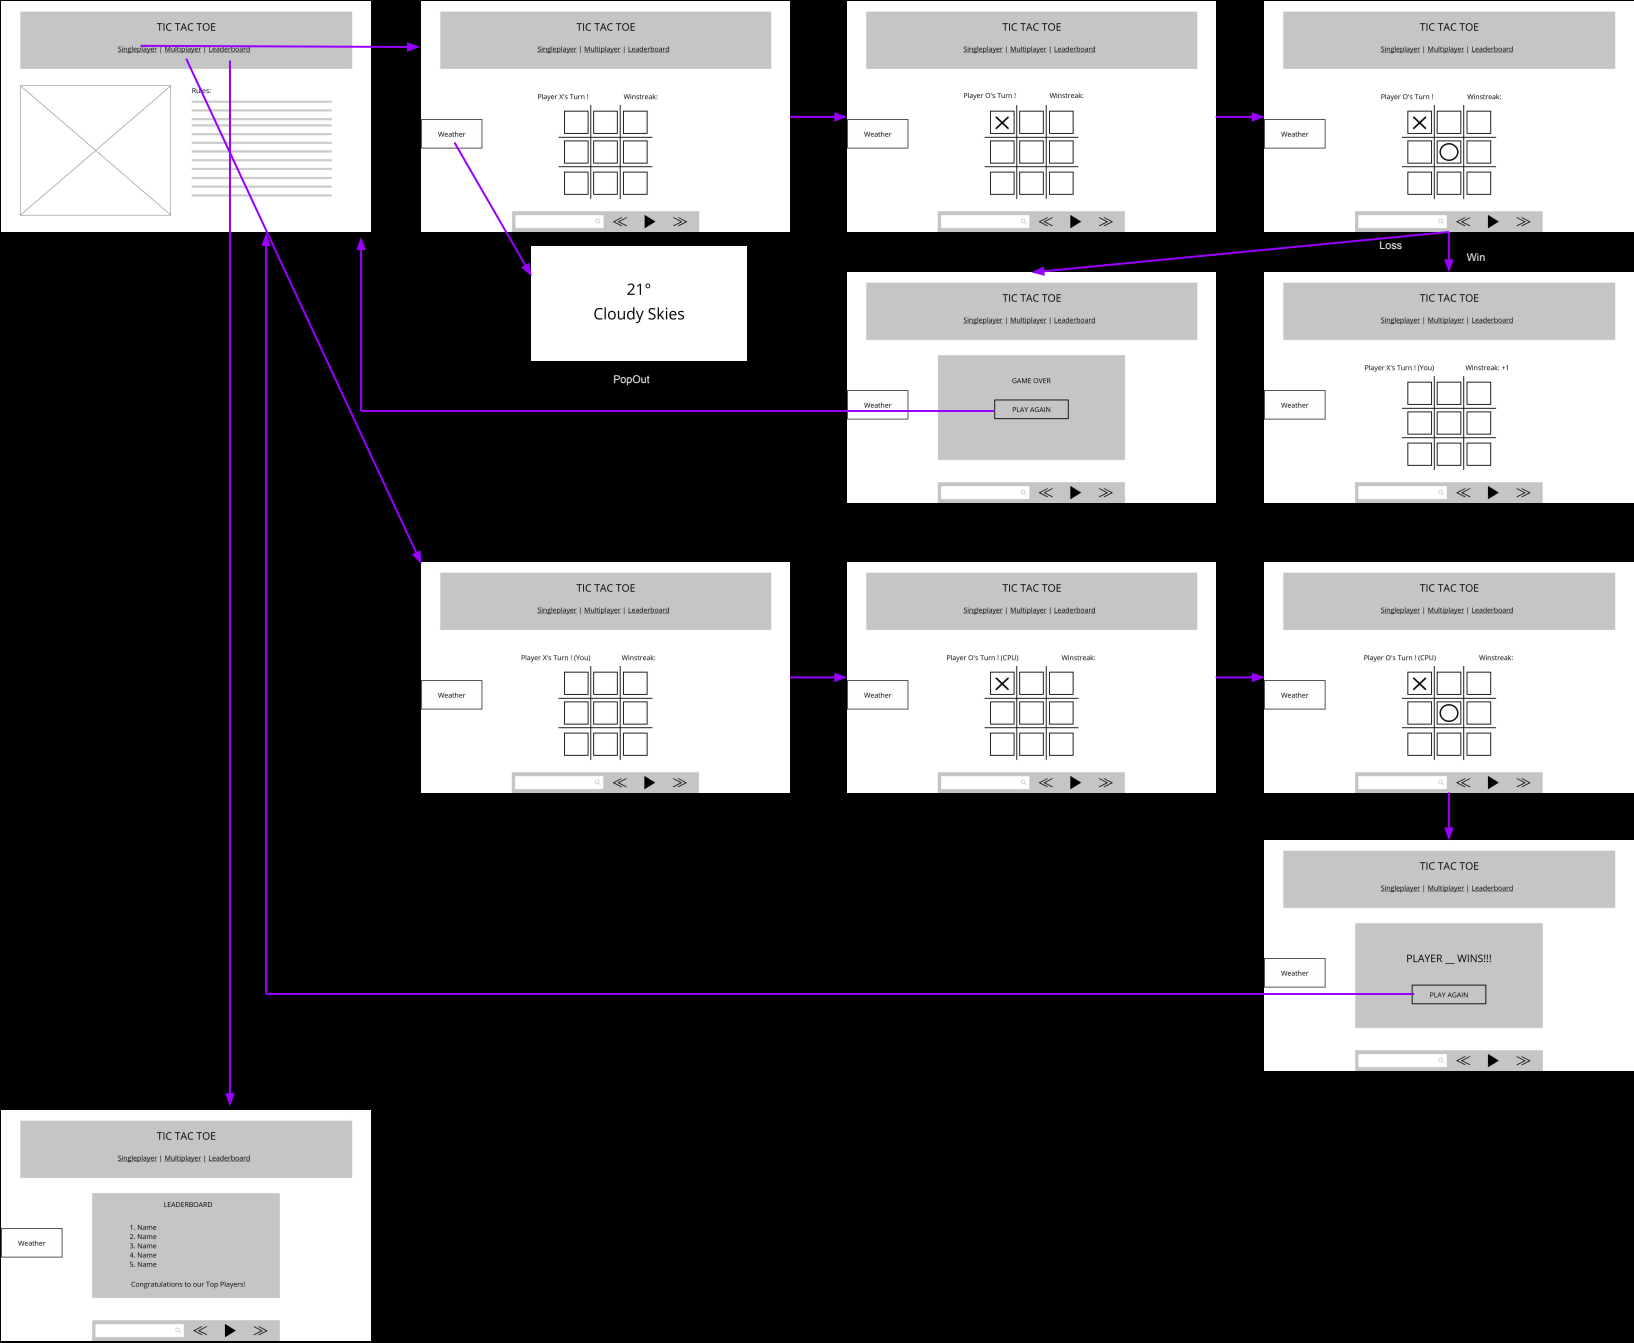 TIC TAC TOE
Singleplayer | Multiplayer | Leaderboard
Rules:
TIC TAC TOE
Singleplayer | Multiplayer | Leaderboard
Player X's Turn ! Winstreak:
Weather
TIC TAC TOE
Singleplayer | Multiplayer | Leaderboard
Player O's Turn ! Winstreak:
Weather
TIC TAC TOE
Singleplayer | Multiplayer | Leaderboard
Player O's Turn ! Winstreak:
Weather
Loss
Win
21°
Cloudy Skies
PopOut
TIC TAC TOE
Singleplayer | Multiplayer | Leaderboard
GAME OVER
Weather
PLAY AGAIN
TIC TAC TOE
Singleplayer | Multiplayer | Leaderboard
Player X's Turn ! (You) Winstreak: +1
Weather
TIC TAC TOE
Singleplayer | Multiplayer | Leaderboard
Player X's Turn ! (You) Winstreak:
Weather
TIC TAC TOE
Singleplayer | Multiplayer | Leaderboard
Player O's Turn ! (CPU) Winstreak:
Weather
TIC TAC TOE
Singleplayer | Multiplayer | Leaderboard
Player O's Turn ! (CPU) Winstreak:
Weather
TIC TAC TOE
Singleplayer | Multiplayer | Leaderboard
PLAYER __ WINS!!!
Weather
PLAY AGAIN
TIC TAC TOE
Singleplayer | Multiplayer | Leaderboard
LEADERBOARD
1. Name
2. Name
3. Name
4. Name
5. Name
Weather
Congratulations to our Top Players!